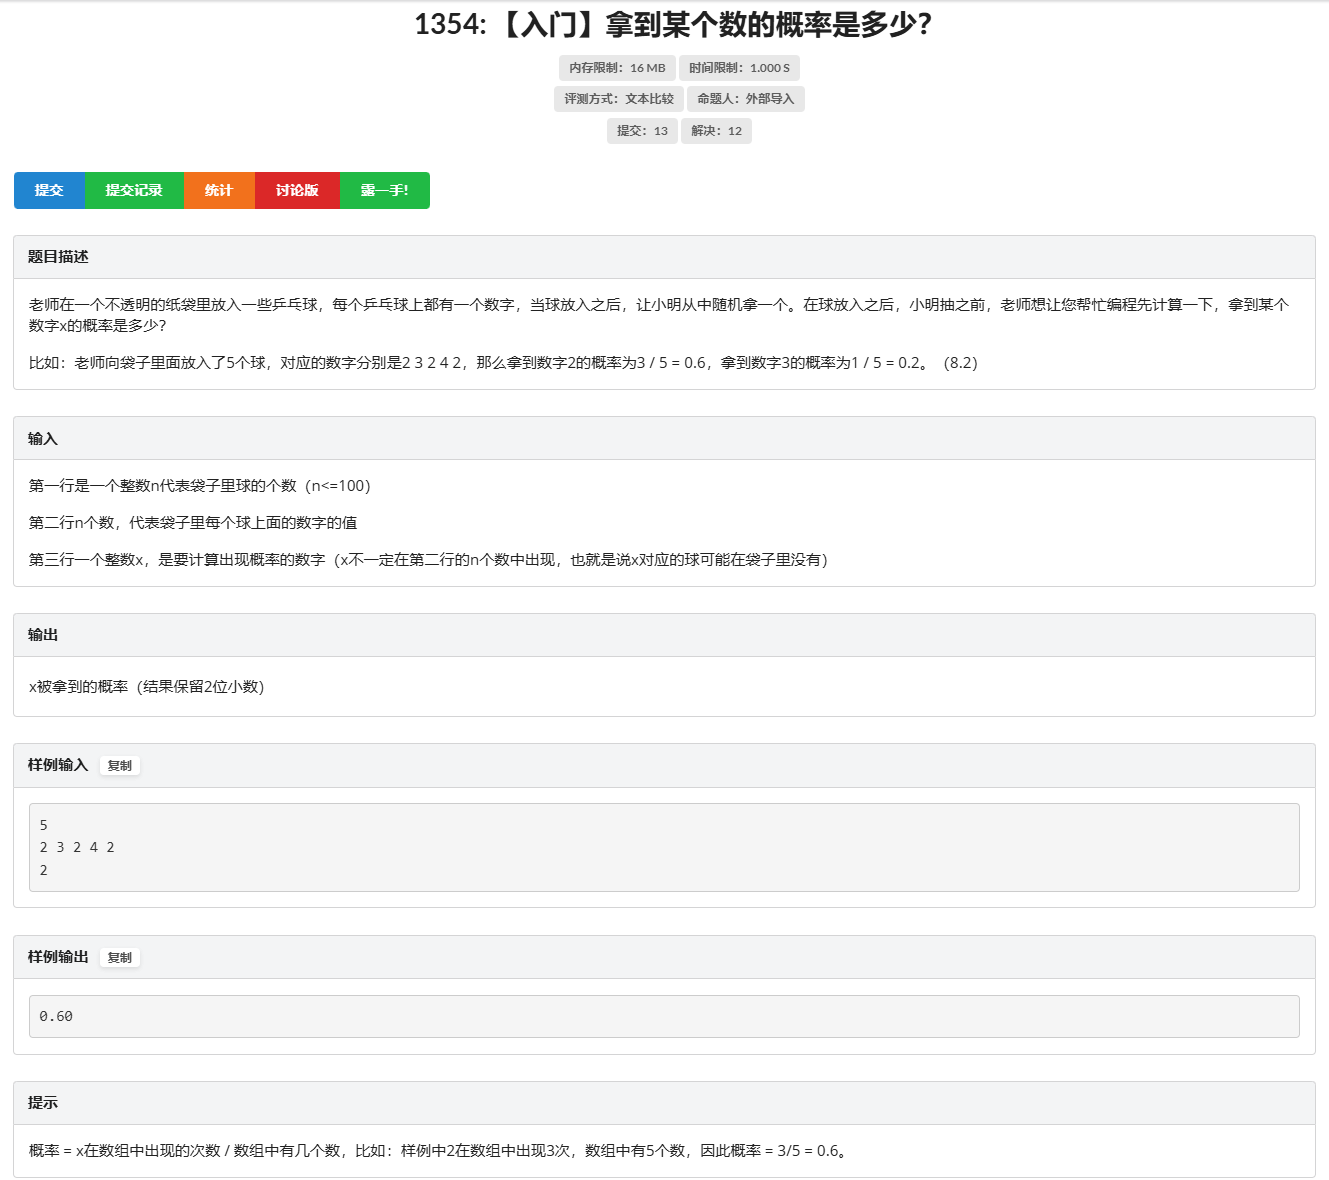 1354: 【入门】拿到某个数的概率是多少？
内存限制：16 MB 时间限制：1.000 S
评测方式：文本比较 命题人：外部导入
提交：13 解决：12
提交 提交记录 统计 讨论版 露一手!
题目描述
老师在一个不透明的纸袋里放入一些乒乓球，每个乒乓球上都有一个数字，当球放入之后，让小明从中随机拿一个。在球放入之后，小明抽之前，老师想让您帮忙编程先计算一下，拿到某个
数字x的概率是多少？
比如：老师向袋子里面放入了5个球，对应的数字分别是2 3 2 4 2，那么拿到数字2的概率为3 / 5 = 0.6，拿到数字3的概率为1 / 5 = 0.2。（8.2）
输入
第一行是一个整数n代表袋子里球的个数（n<=100）
第二行n个数，代表袋子里每个球上面的数字的值
第三行一个整数x，是要计算出现概率的数字（x不一定在第二行的n个数中出现，也就是说x对应的球可能在袋子里没有）
输出
x被拿到的概率（结果保留2位小数）
样例输入 复制
5
2 3 2 4 2
2
样例输出 复制
0.60
提示
概率 = x在数组中出现的次数 / 数组中有几个数，比如：样例中2在数组中出现3次，数组中有5个数，因此概率 = 3/5 = 0.6。